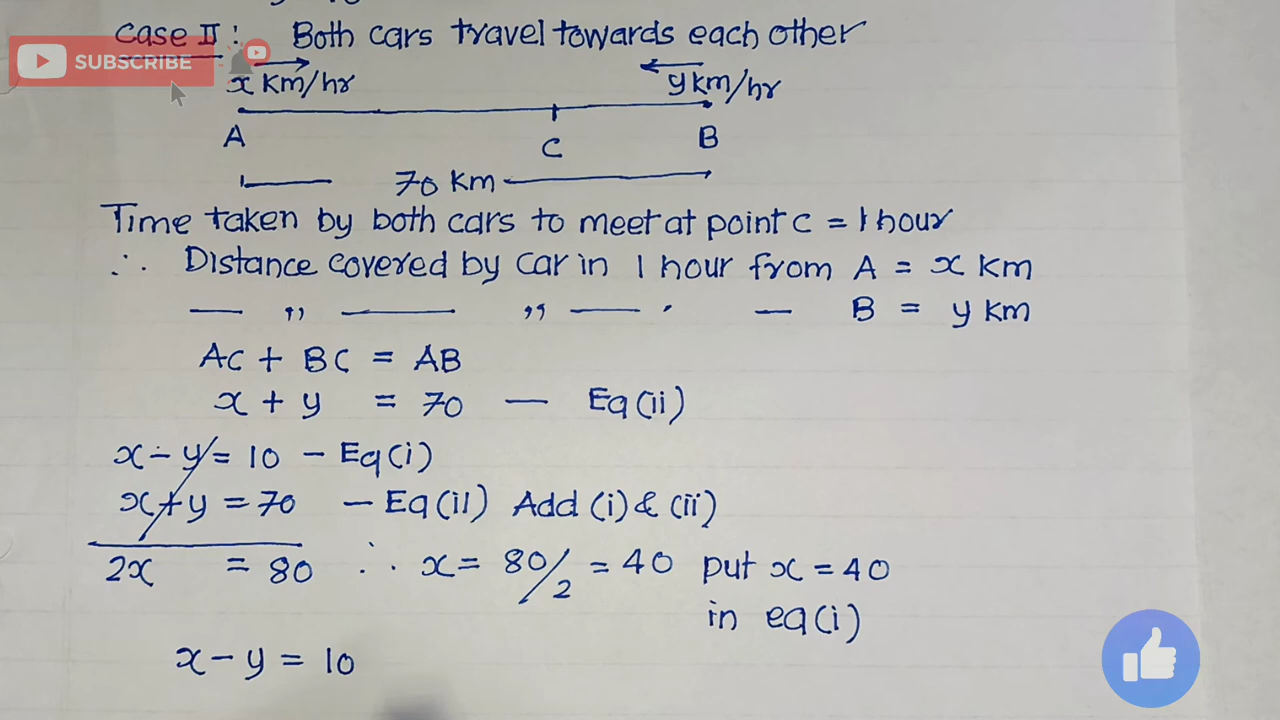 Case II : Both cars travel towards each other
SUBSCRIBE
x Km/hr y km/hr
A C B
70 Km
Time taken by both cars to meet at point C = 1 hour
∴ Distance covered by car in 1 hour from A = x Km
— ,, — ,, — — B = y Km
AC + BC = AB
x + y = 70 — Eq(ii)
x - y = 10 - Eq(i)
x + y = 70 - Eq(ii) Add (i) & (ii)
2x = 80 ∴ x = 80/2 = 40 put x = 40
in eq(i)
x - y = 10